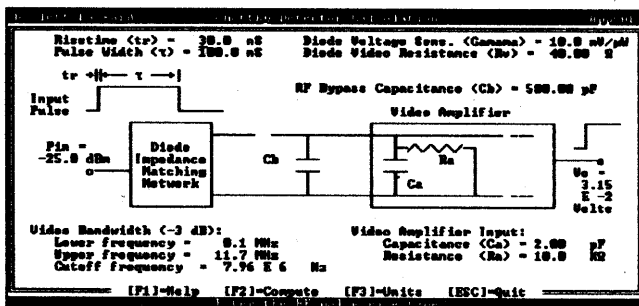 Risetime (tr) = 30.0 nS
Diode Voltage Sens. (Gamama) = 10.0 mV/µW
Pulse Width (τ) = 100.0 nS
Diode Video Resistance (Rv) = 40.00 Ω
tr
τ
RF Bypass Capacitance (Cb) = 500.00 pF
Input
Pulse
Video Amplifier
Pin =
-25.0 dBm
Diode
Impedance
Matching
Network
Cb
Ra
Ca
Vo =
3.15
E -2
Volts
Video Bandwidth (-3 dB):
Lower frequency = 0.1 MHz
Upper frequency = 11.7 MHz
Cutoff frequency = 7.96 E 6 Hz
Video Amplifier Input:
Capacitance (Ca) = 2.00 pF
Resistance (Ra) = 10.0 KΩ
[F1]=Help [F2]=Compute [F3]=Units [ESC]=Quit